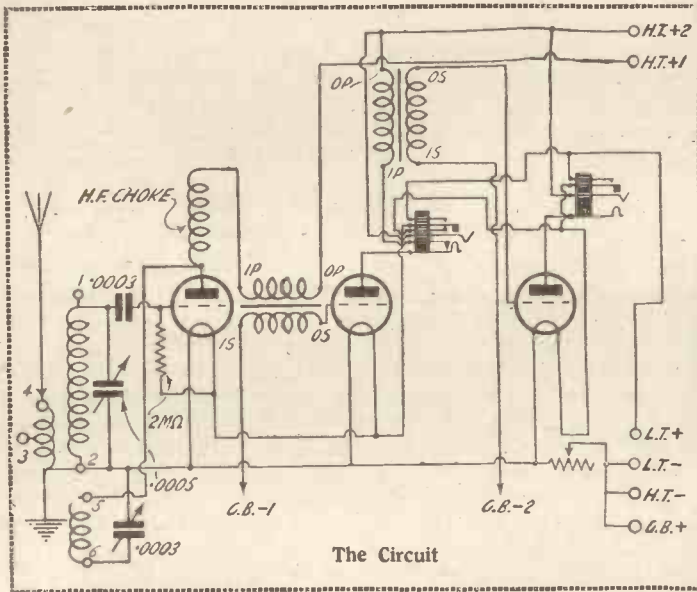 H.T.+2
H.T.+1
OP
OS
IS
IP
H.F. CHOKE
1
.0003
IP
OP
IS
OS
4
3
2MΩ
2
.0005
5
6
.0003
G.B.-1
G.B.-2
L.T.+
L.T.-
H.T.-
G.B.+
The Circuit